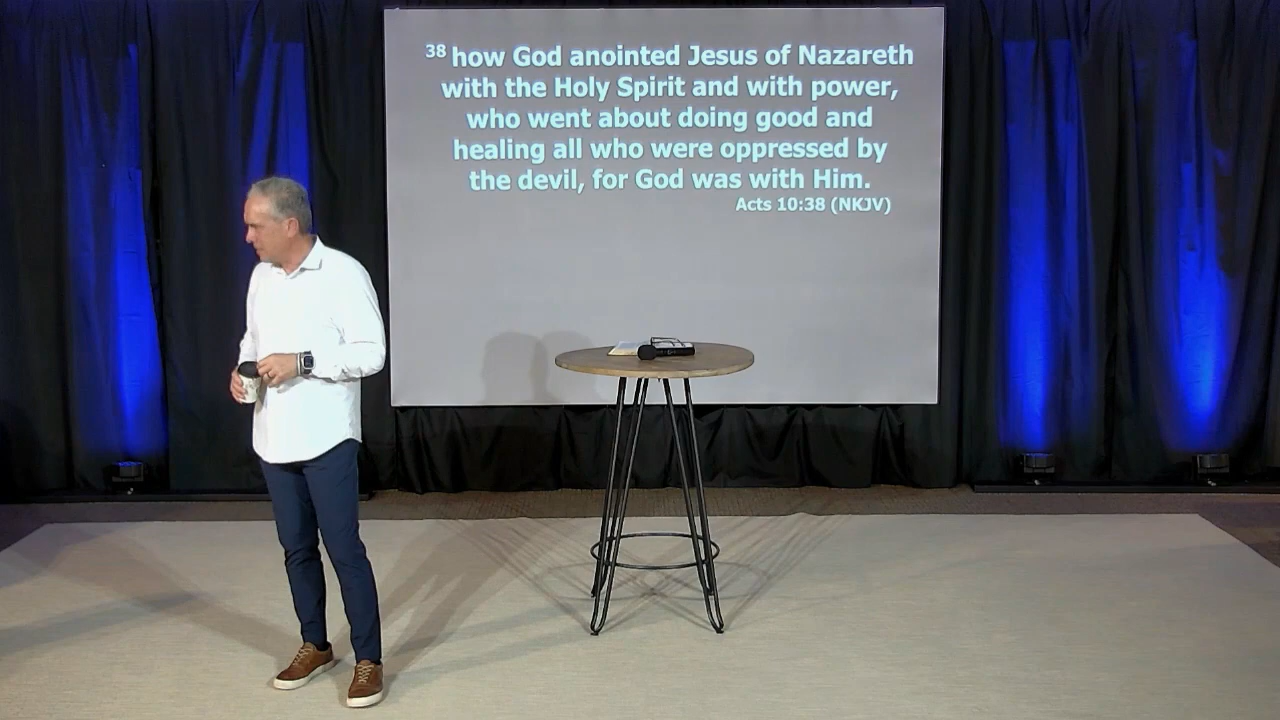 38 how God anointed Jesus of Nazareth
with the Holy Spirit and with power,
who went about doing good and
healing all who were oppressed by
the devil, for God was with Him.
Acts 10:38 (NKJV)